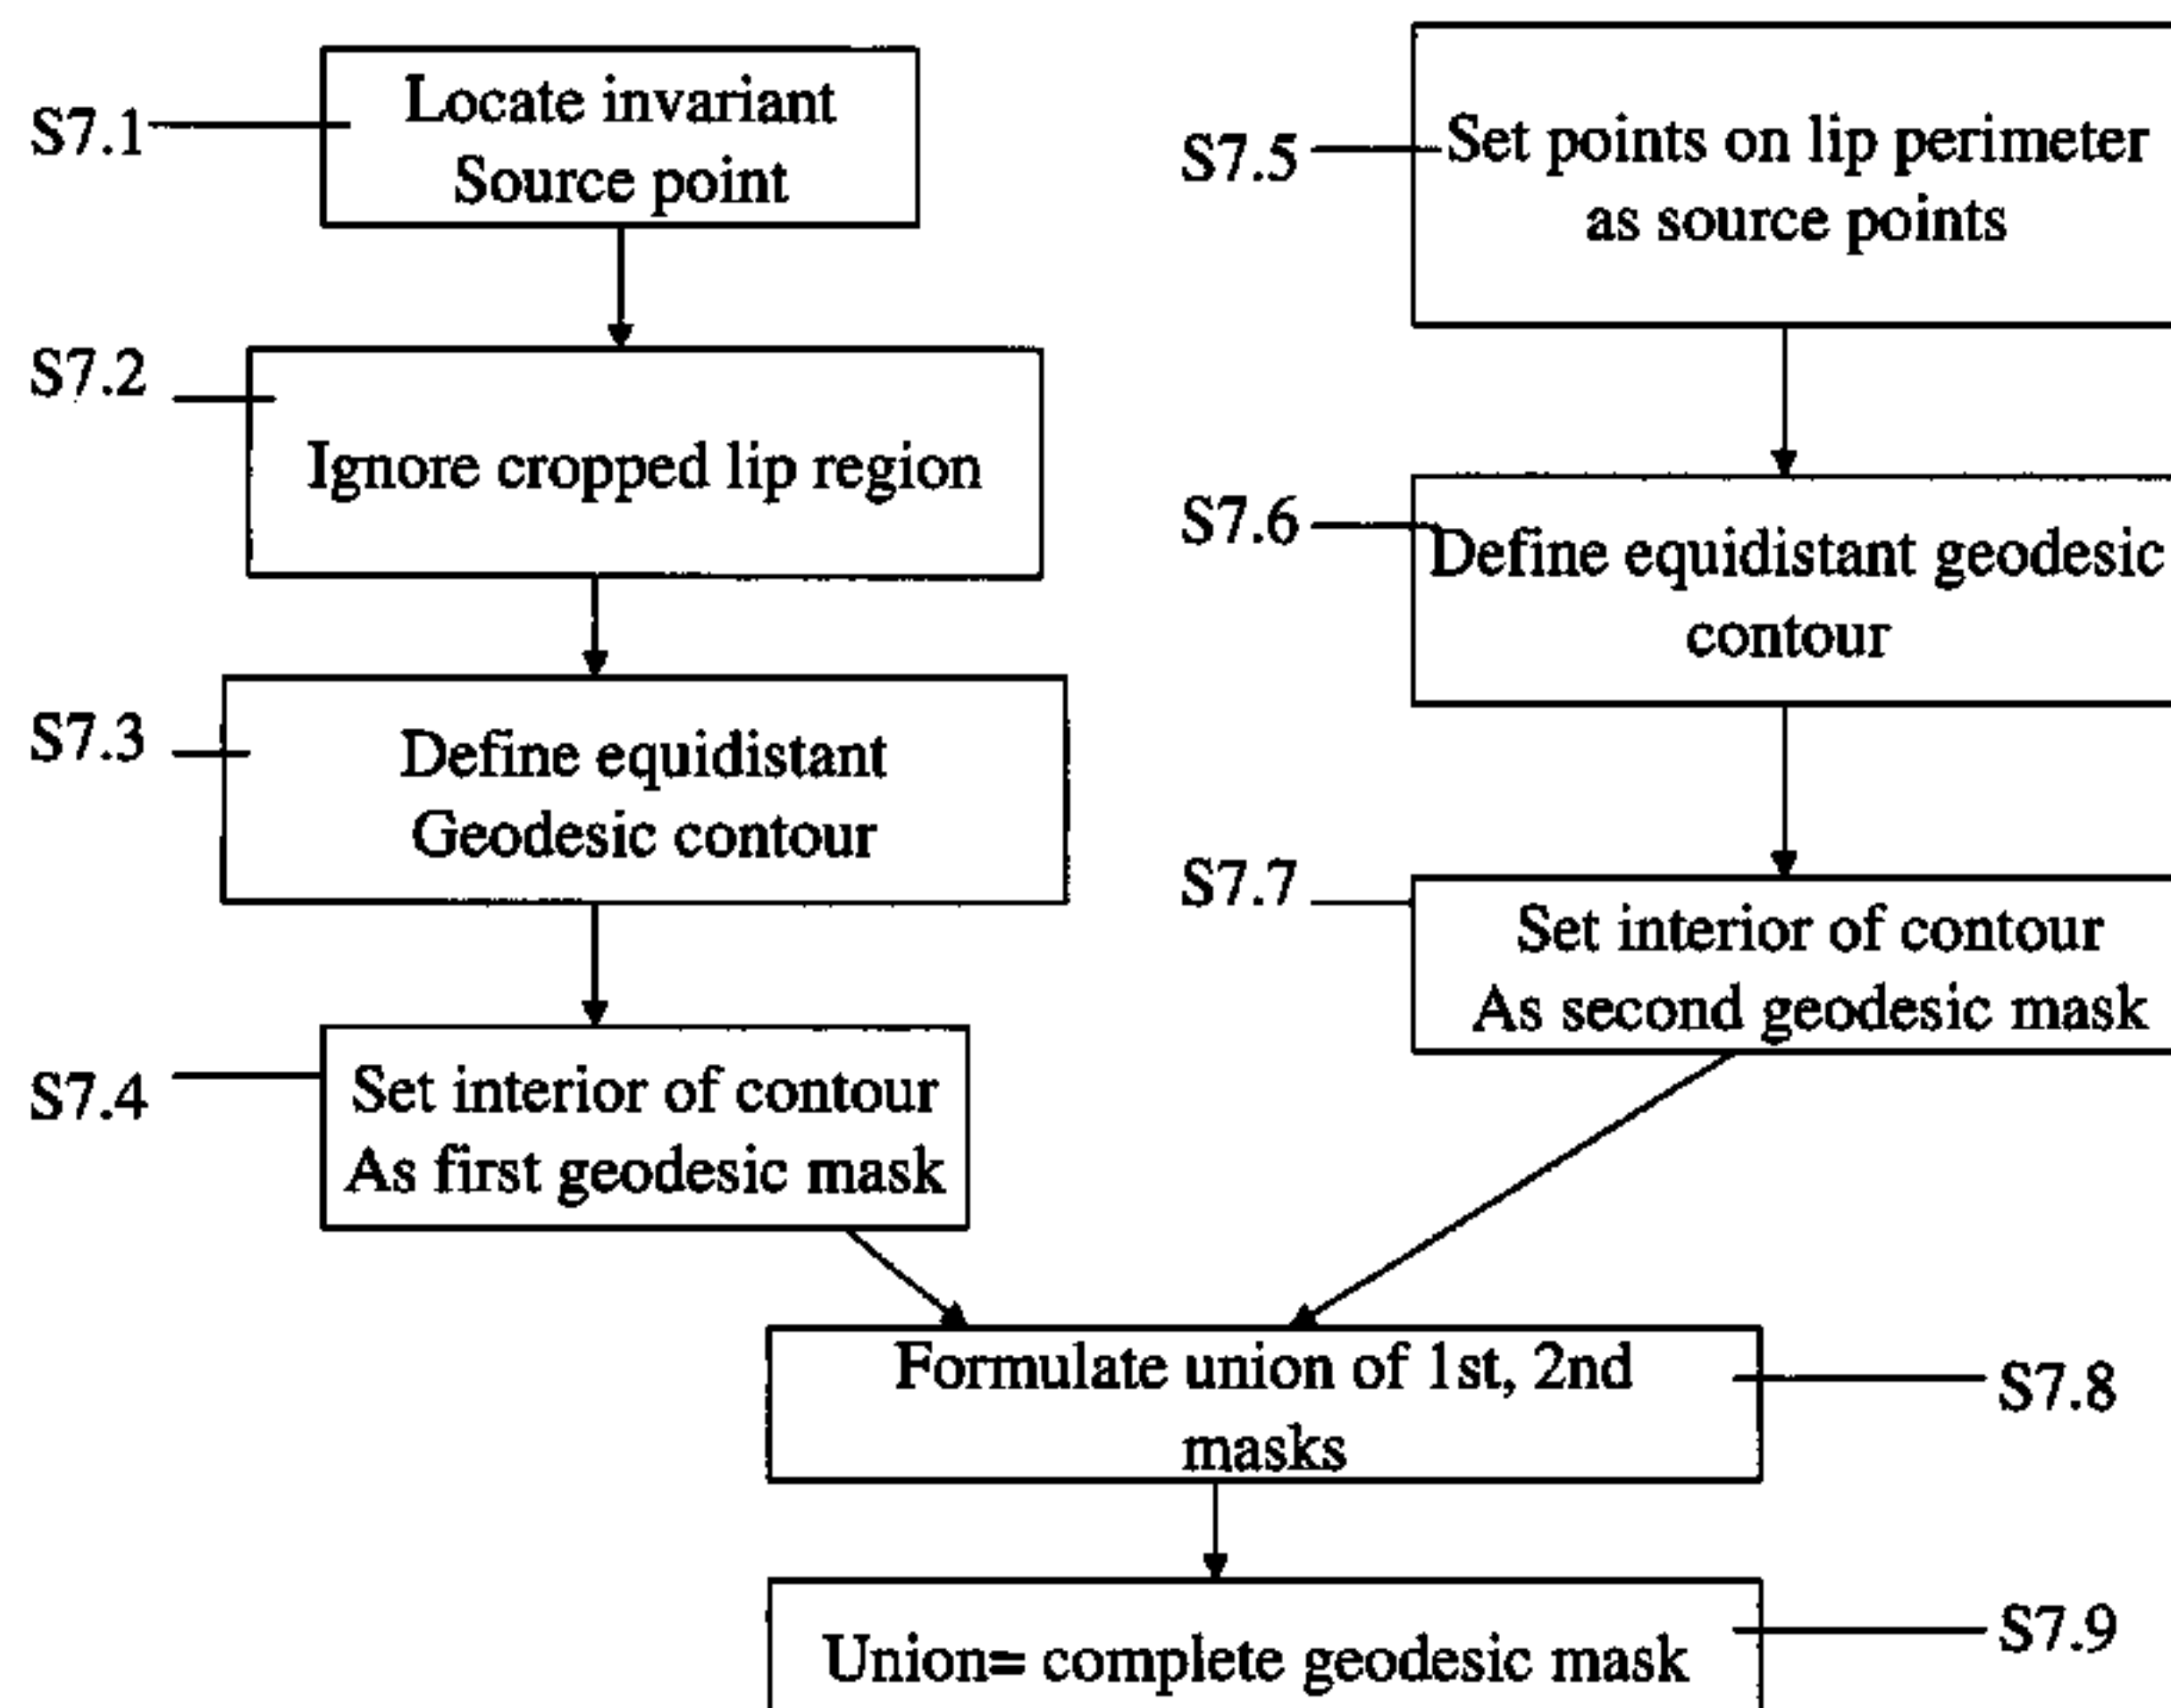 S7.1
Locate invariant
Source point
S7.2
Ignore cropped lip region
S7.3
Define equidistant
Geodesic contour
S7.4
Set interior of contour
As first geodesic mask
S7.5
Set points on lip perimeter
as source points
S7.6
Define equidistant geodesic
contour
S7.7
Set interior of contour
As second geodesic mask
Formulate union of 1st, 2nd
masks
S7.8
Union= complete geodesic mask
S7.9